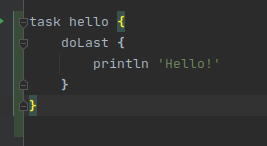 task hello {
    doLast {
        println 'Hello!'
    }
}